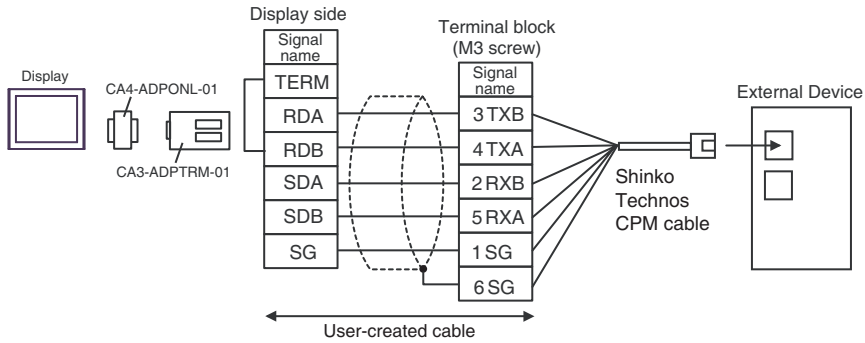 Display
CA4-ADPONL-01
CA3-ADPTRM-01
Display side
Signal
name
TERM
RDA
RDB
SDA
SDB
SG
Terminal block
(M3 screw)
Signal
name
3 TXB
4 TXA
2 RXB
5 RXA
1 SG
6 SG
Shinko
Technos
CPM cable
External Device
User-created cable